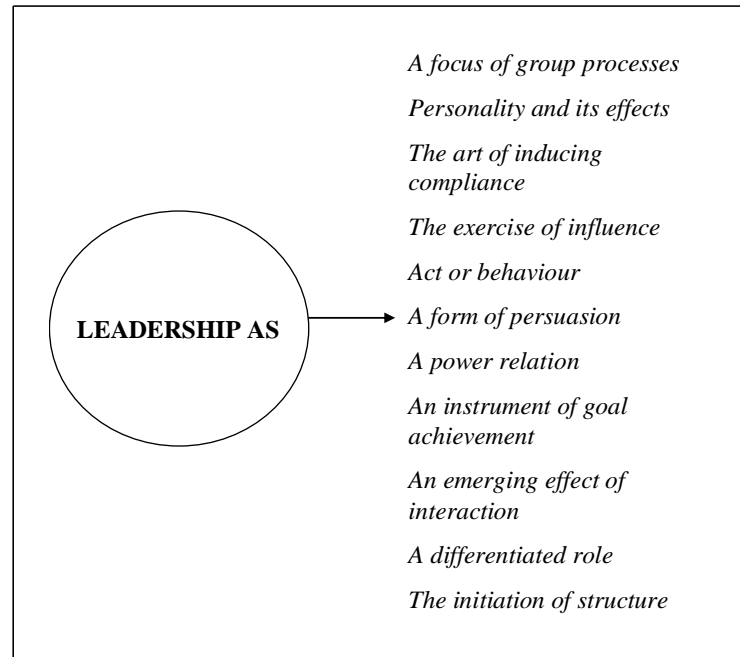 A focus of group processes
Personality and its effects
The art of inducing
compliance
The exercise of influence
Act or behaviour
LEADERSHIP AS
A form of persuasion
A power relation
An instrument of goal
achievement
An emerging effect of
interaction
A differentiated role
The initiation of structure